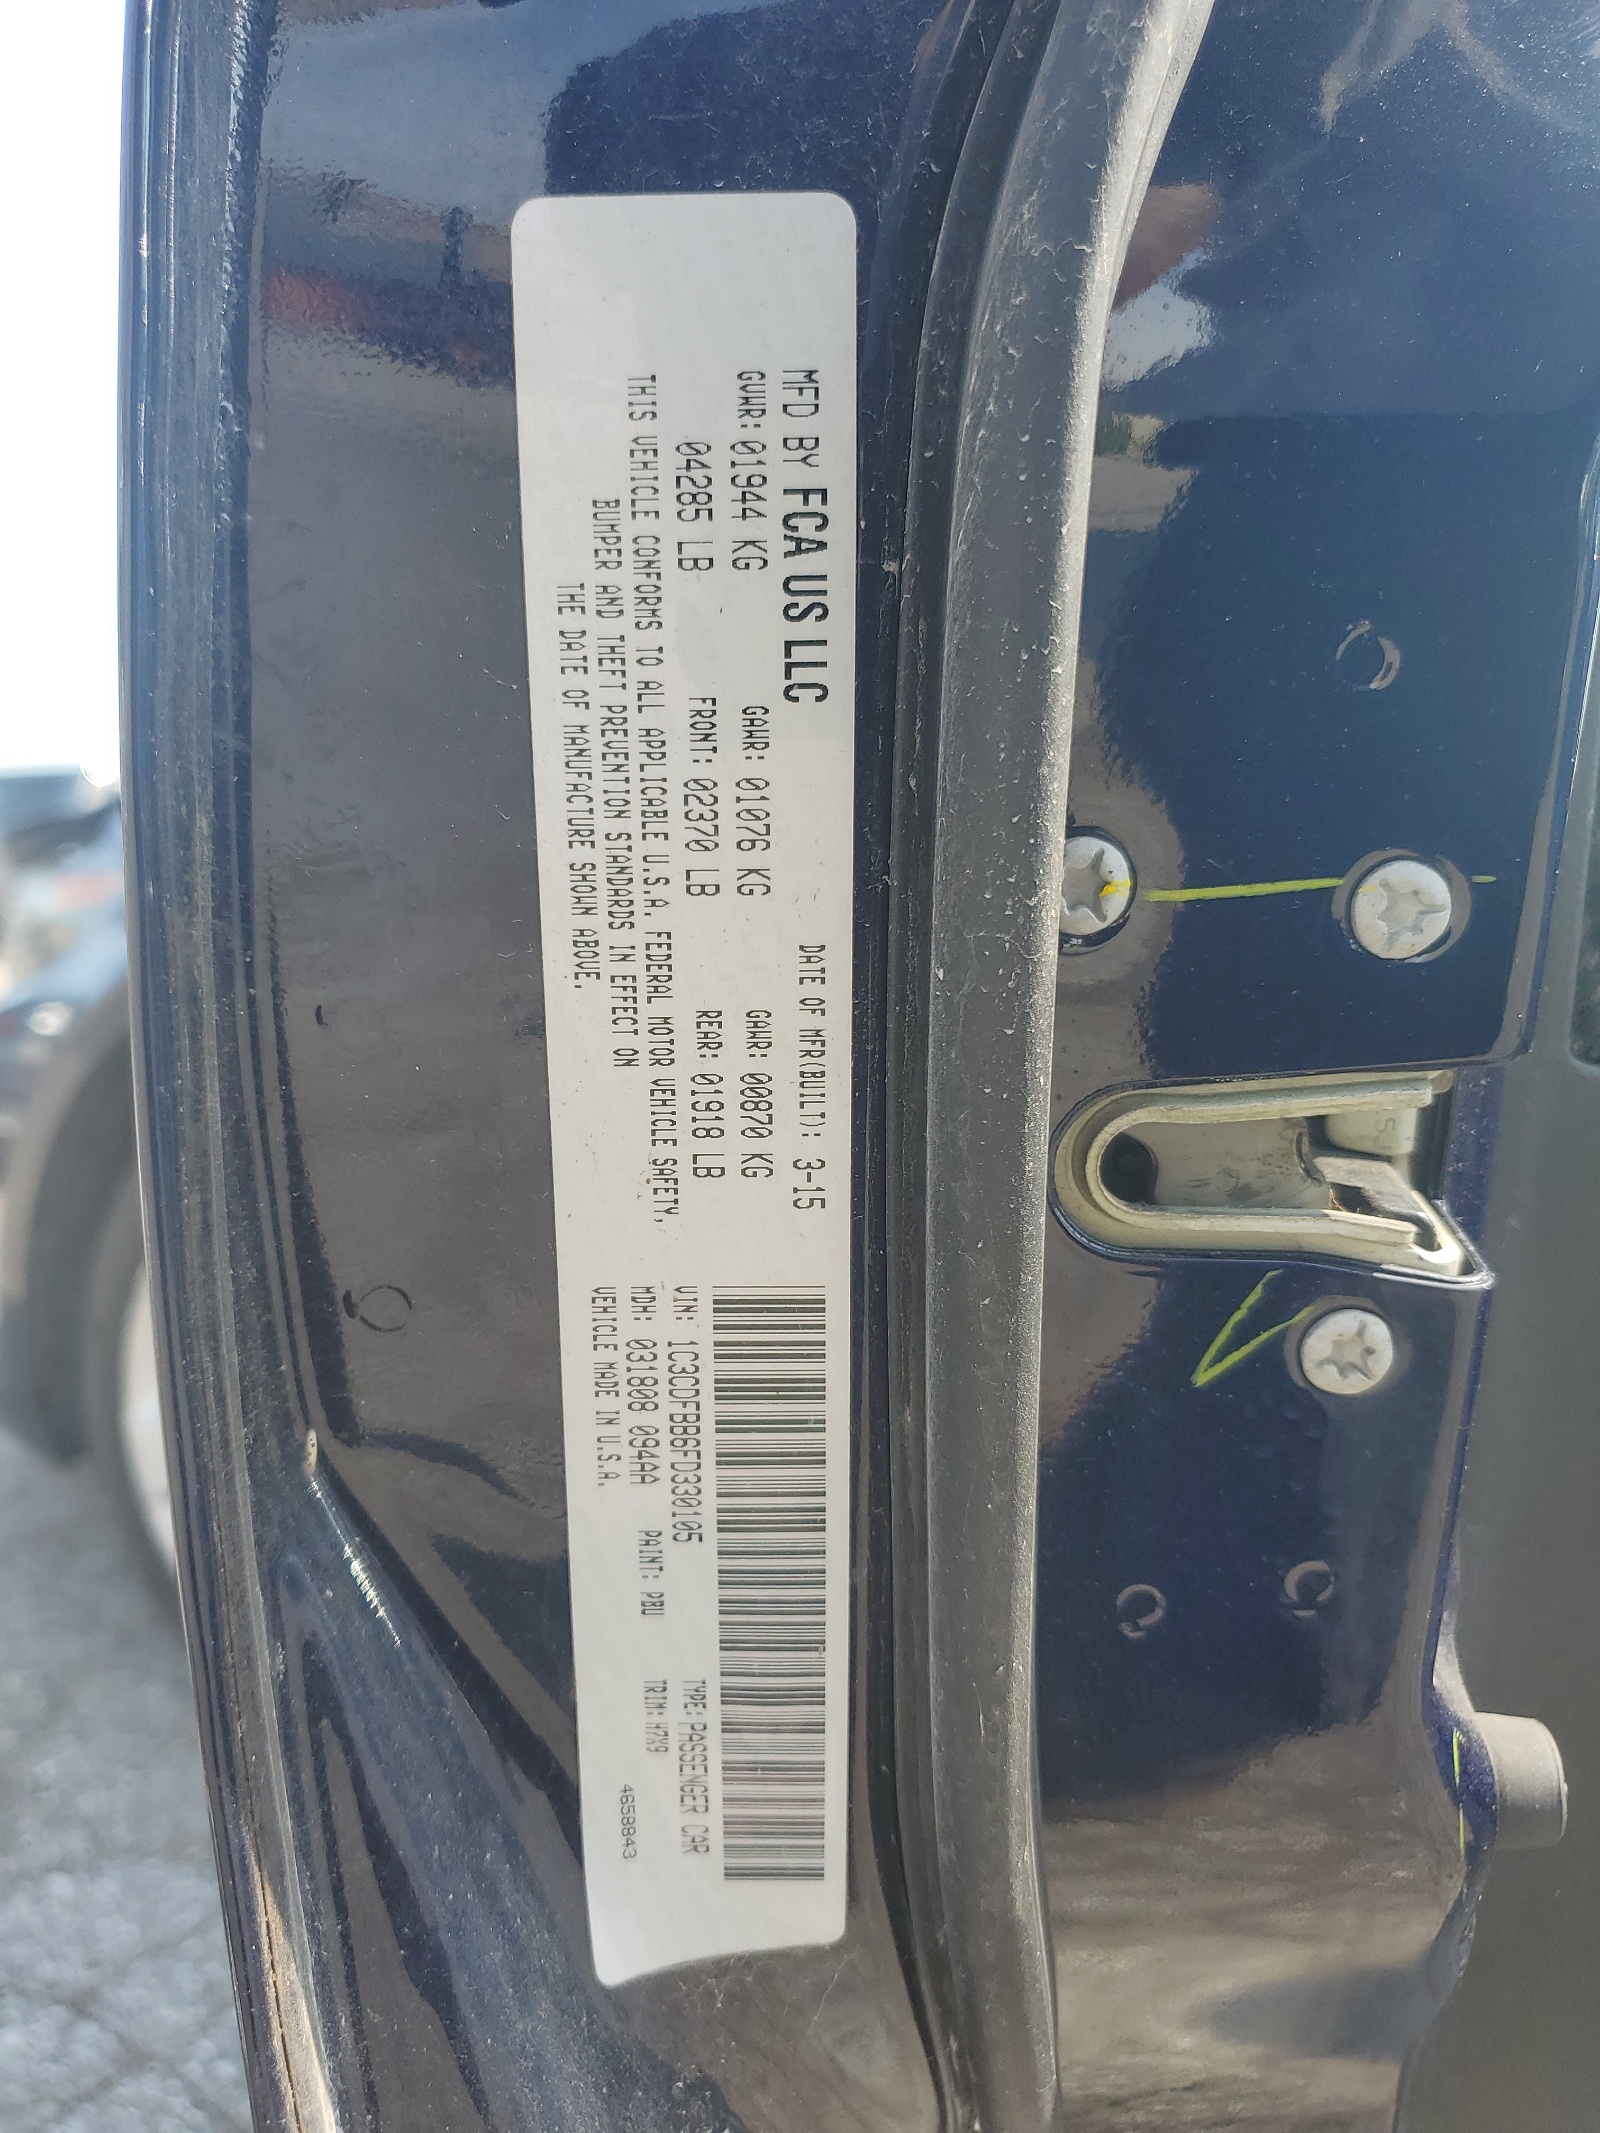 MFD BY FCA US LLC DATE OF MFR(BUILT): 3-15
GVWR: 01944 KG GAWR: 01076 KG GAWR: 00870 KG
04285 LB FRONT: 02370 LB REAR: 01918 LB
THIS VEHICLE CONFORMS TO ALL APPLICABLE U.S.A. FEDERAL MOTOR VEHICLE SAFETY,
BUMPER AND THEFT PREVENTION STANDARDS IN EFFECT ON
THE DATE OF MANUFACTURE SHOWN ABOVE.
VIN: 1C3CDFBB6FD330105 TYPE: PASSENGER CAR
MDH: 031808 094AA PAINT: PBU TRIM: H7X9
VEHICLE MADE IN U.S.A. 4658843